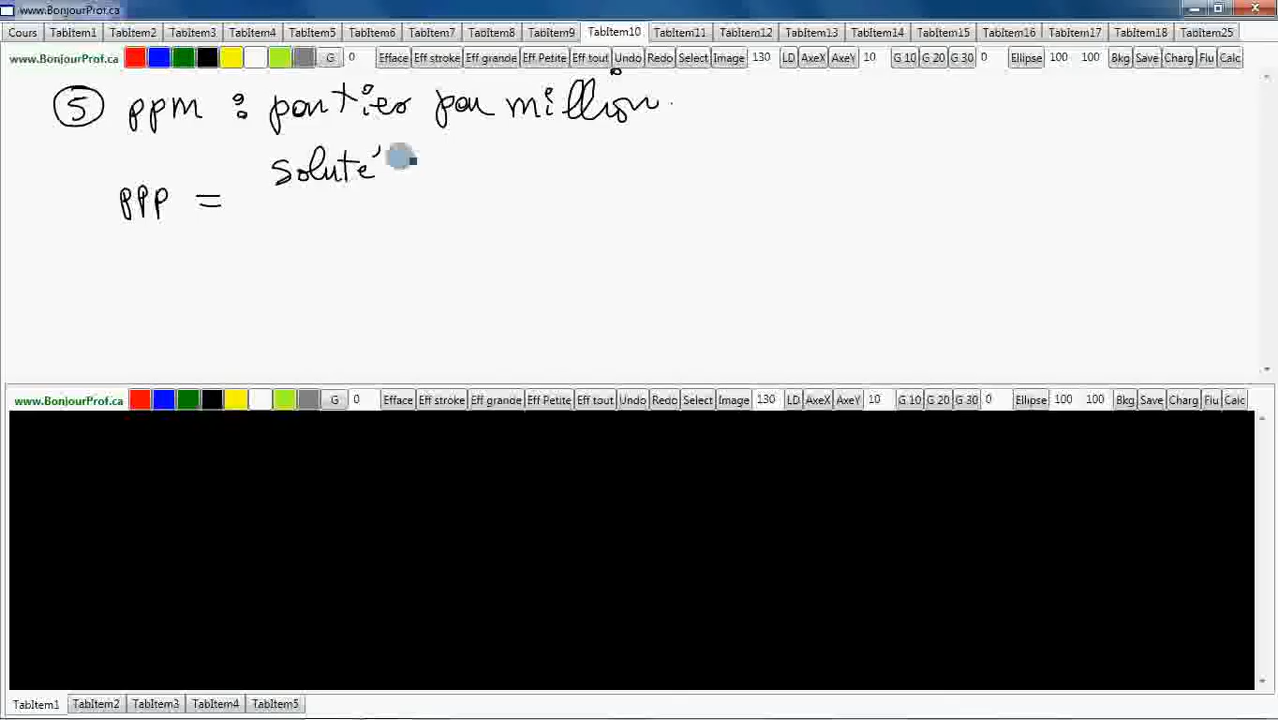 www.BonjourProf.ca
Cours TabItem1 TabItem2 TabItem3 TabItem4 TabItem5 TabItem6 TabItem7 TabItem8 TabItem9 TabItem10 TabItem11 TabItem12 TabItem13 TabItem14 TabItem15 TabItem16 TabItem17 TabItem18 TabItem25
www.BonjourProf.ca G 0 Efface Eff stroke Eff grande Eff Petite Eff tout Undo Redo Select Image 130 LD AxeX AxeY 10 G 10 G 20 G 30 0 Ellipse 100 100 Bkg Save Charg Flu Calc
5 ppm : parties par million.
soluté
ppp =
www.BonjourProf.ca G 0 Efface Eff stroke Eff grande Eff Petite Eff tout Undo Redo Select Image 130 LD AxeX AxeY 10 G 10 G 20 G 30 0 Ellipse 100 100 Bkg Save Charg Flu Calc
TabItem1 TabItem2 TabItem3 TabItem4 TabItem5